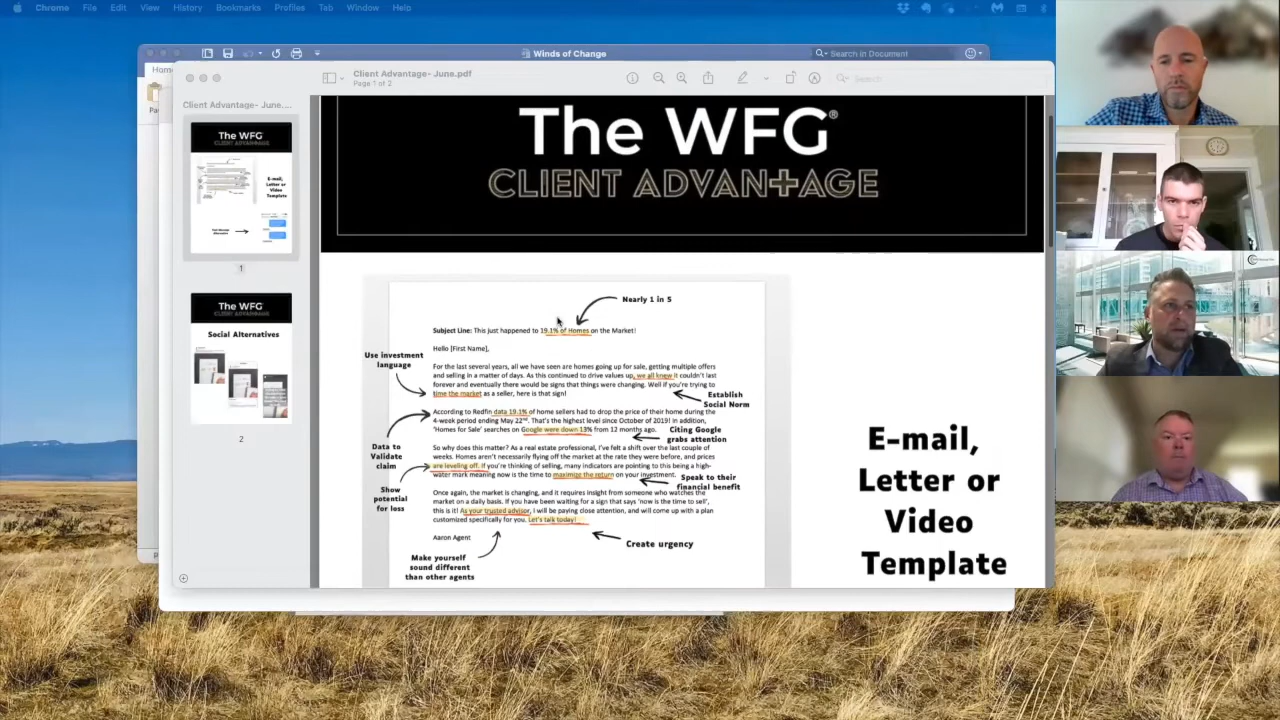 Chrome File Edit View History Bookmarks Profiles Tab Window Help
Winds of Change
Search in Document
Client Advantage- June.pdf
Page 1 of 2
Search
Client Advantage- June....
The WFG
CLIENT ADVANTAGE
E-mail,
Letter or
Video
Template
1
The WFG
Social Alternatives
2
The WFG®
CLIENT ADVANTAGE
Nearly 1 in 5
Subject Line: This just happened to 19.1% of Homes on the Market!
Hello [First Name],
Use investment
language
For the last several years, all we have seen are homes going up for sale, getting multiple offers
and selling in a matter of days. As this continued to drive values up, we all knew it couldn't last
forever and eventually there would be signs that things were changing. Well if you're trying to
time the market as a seller, here is that sign!
Establish
Social Norm
According to Redfin data 19.1% of home sellers had to drop the price of their home during the
4-week period ending May 22nd. That's the highest level since October of 2019! In addition,
'Homes for Sale' searches on Google were down 13% from 12 months ago.
Citing Google
grabs attention
Data to
Validate
claim
So why does this matter? As a real estate professional, I've felt a shift over the last couple of
weeks. Homes aren't necessarily flying off the market at the rate they were before, and prices
are leveling off. If you're thinking of selling, many indicators are pointing to this being a high-
water mark meaning now is the time to maximize the return on your investment.
Speak to their
financial benefit
Show
potential
for loss
Once again, the market is changing, and it requires insight from someone who watches the
market on a daily basis. If you have been waiting for a sign that says 'now is the time to sell',
this is it! As your trusted advisor, I will be paying close attention, and will come up with a plan
customized specifically for you. Let's talk today!
Aaron Agent
Create urgency
Make yourself
sound different
than other agents
E-mail,
Letter or
Video
Template